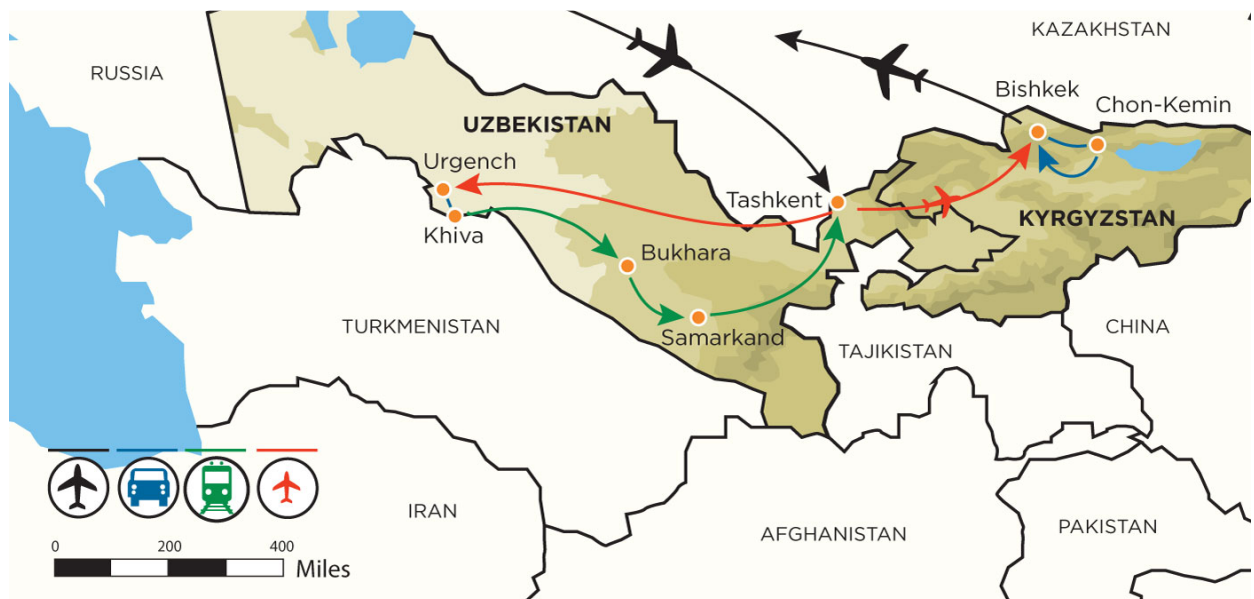 KAZAKHSTAN
RUSSIA
Bishkek
Chon-Kemin
UZBEKISTAN
Urgench
Tashkent
KYRGYZSTAN
Khiva
Bukhara
TURKMENISTAN
Samarkand
CHINA
TAJIKISTAN
IRAN
AFGHANISTAN
PAKISTAN
0 200 400
Miles